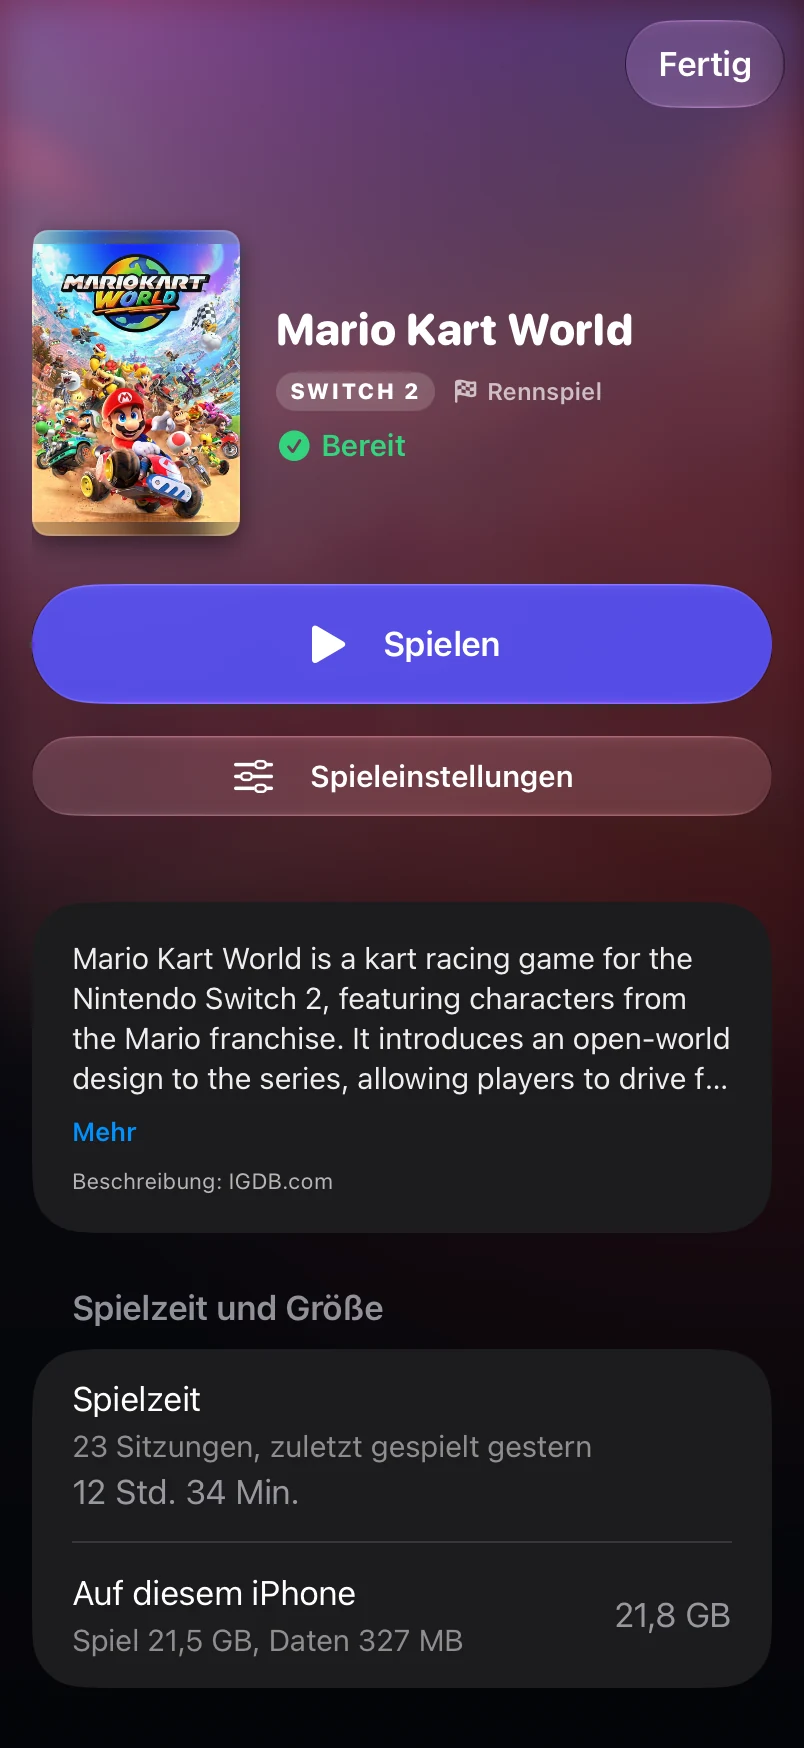 Fertig
MARIOKART
WORLD
Mario Kart World
SWITCH 2
Rennspiel
Bereit
Spielen
Spieleinstellungen
Mario Kart World is a kart racing game for the
Nintendo Switch 2, featuring characters from
the Mario franchise. It introduces an open-world
design to the series, allowing players to drive f...
Mehr
Beschreibung: IGDB.com
Spielzeit und Größe
Spielzeit
23 Sitzungen, zuletzt gespielt gestern
12 Std. 34 Min.
Auf diesem iPhone
21,8 GB
Spiel 21,5 GB, Daten 327 MB